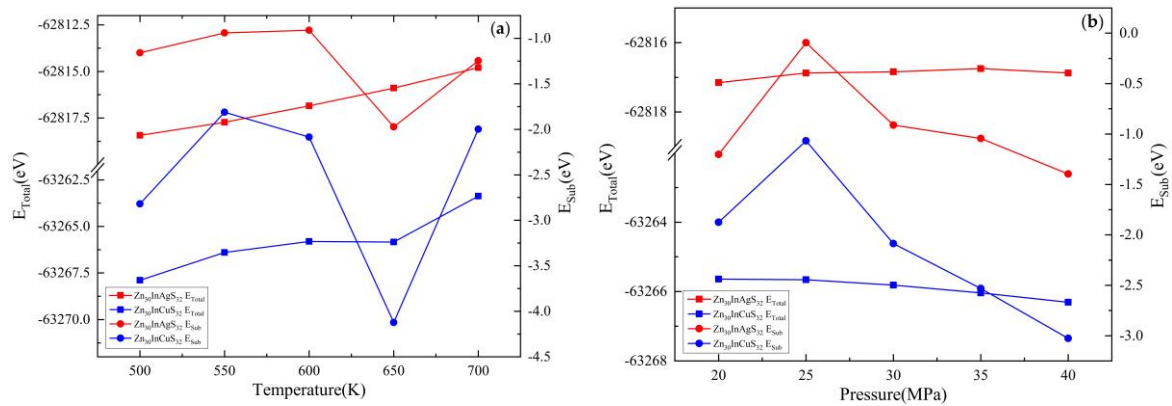 (a)
-62812.5
-62815.0
-62817.5
-63262.5
-63265.0
-63267.5
-63270.0
E_Total(eV)
-1.0
-1.5
-2.0
-2.5
-3.0
-3.5
-4.0
-4.5
E_Sub(eV)
500 550 600 650 700
Temperature(K)
Zn₃₀InAgS₃₂ E_Total
Zn₃₀InCuS₃₂ E_Total
Zn₃₀InAgS₃₂ E_Sub
Zn₃₀InCuS₃₂ E_Sub
(b)
-62816
-62818
-63264
-63266
-63268
E_Total(eV)
0.0
-0.5
-1.0
-1.5
-2.0
-2.5
-3.0
E_Sub(eV)
20 25 30 35 40
Pressure(MPa)
Zn₃₀InAgS₃₂ E_Total
Zn₃₀InCuS₃₂ E_Total
Zn₃₀InAgS₃₂ E_Sub
Zn₃₀InCuS₃₂ E_Sub